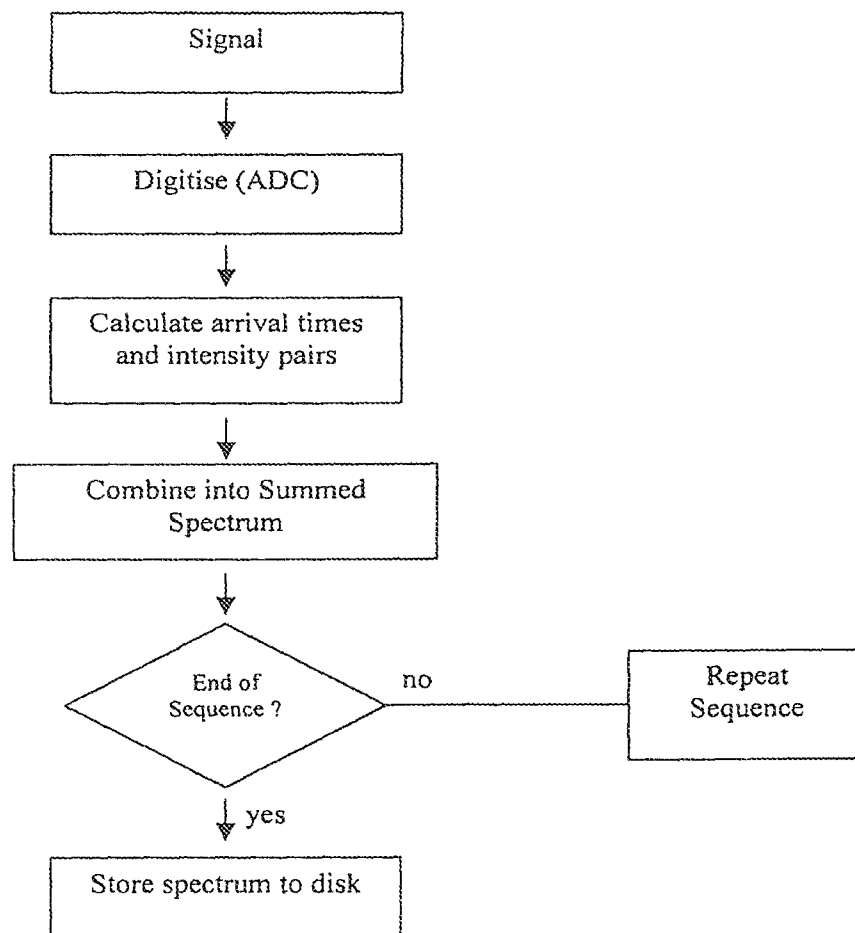 Signal
Digitise (ADC)
Calculate arrival times
and intensity pairs
Combine into Summed
Spectrum
End of
Sequence ?
no
Repeat
Sequence
yes
Store spectrum to disk